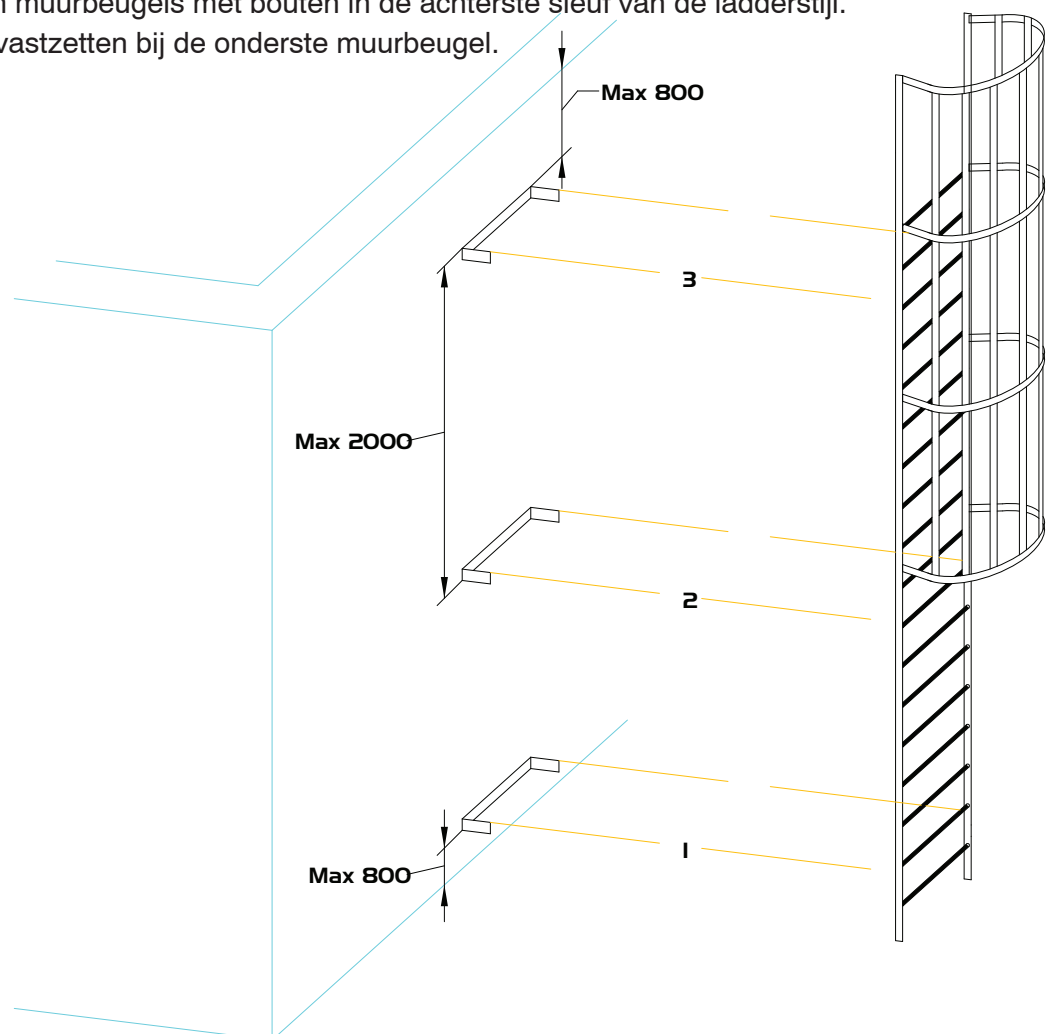 muurbeugels met bouten in de achterste sleuf van de ladderstijl.
vastzetten bij de onderste muurbeugel.
Max 800
3
Max 2000
2
1
Max 800